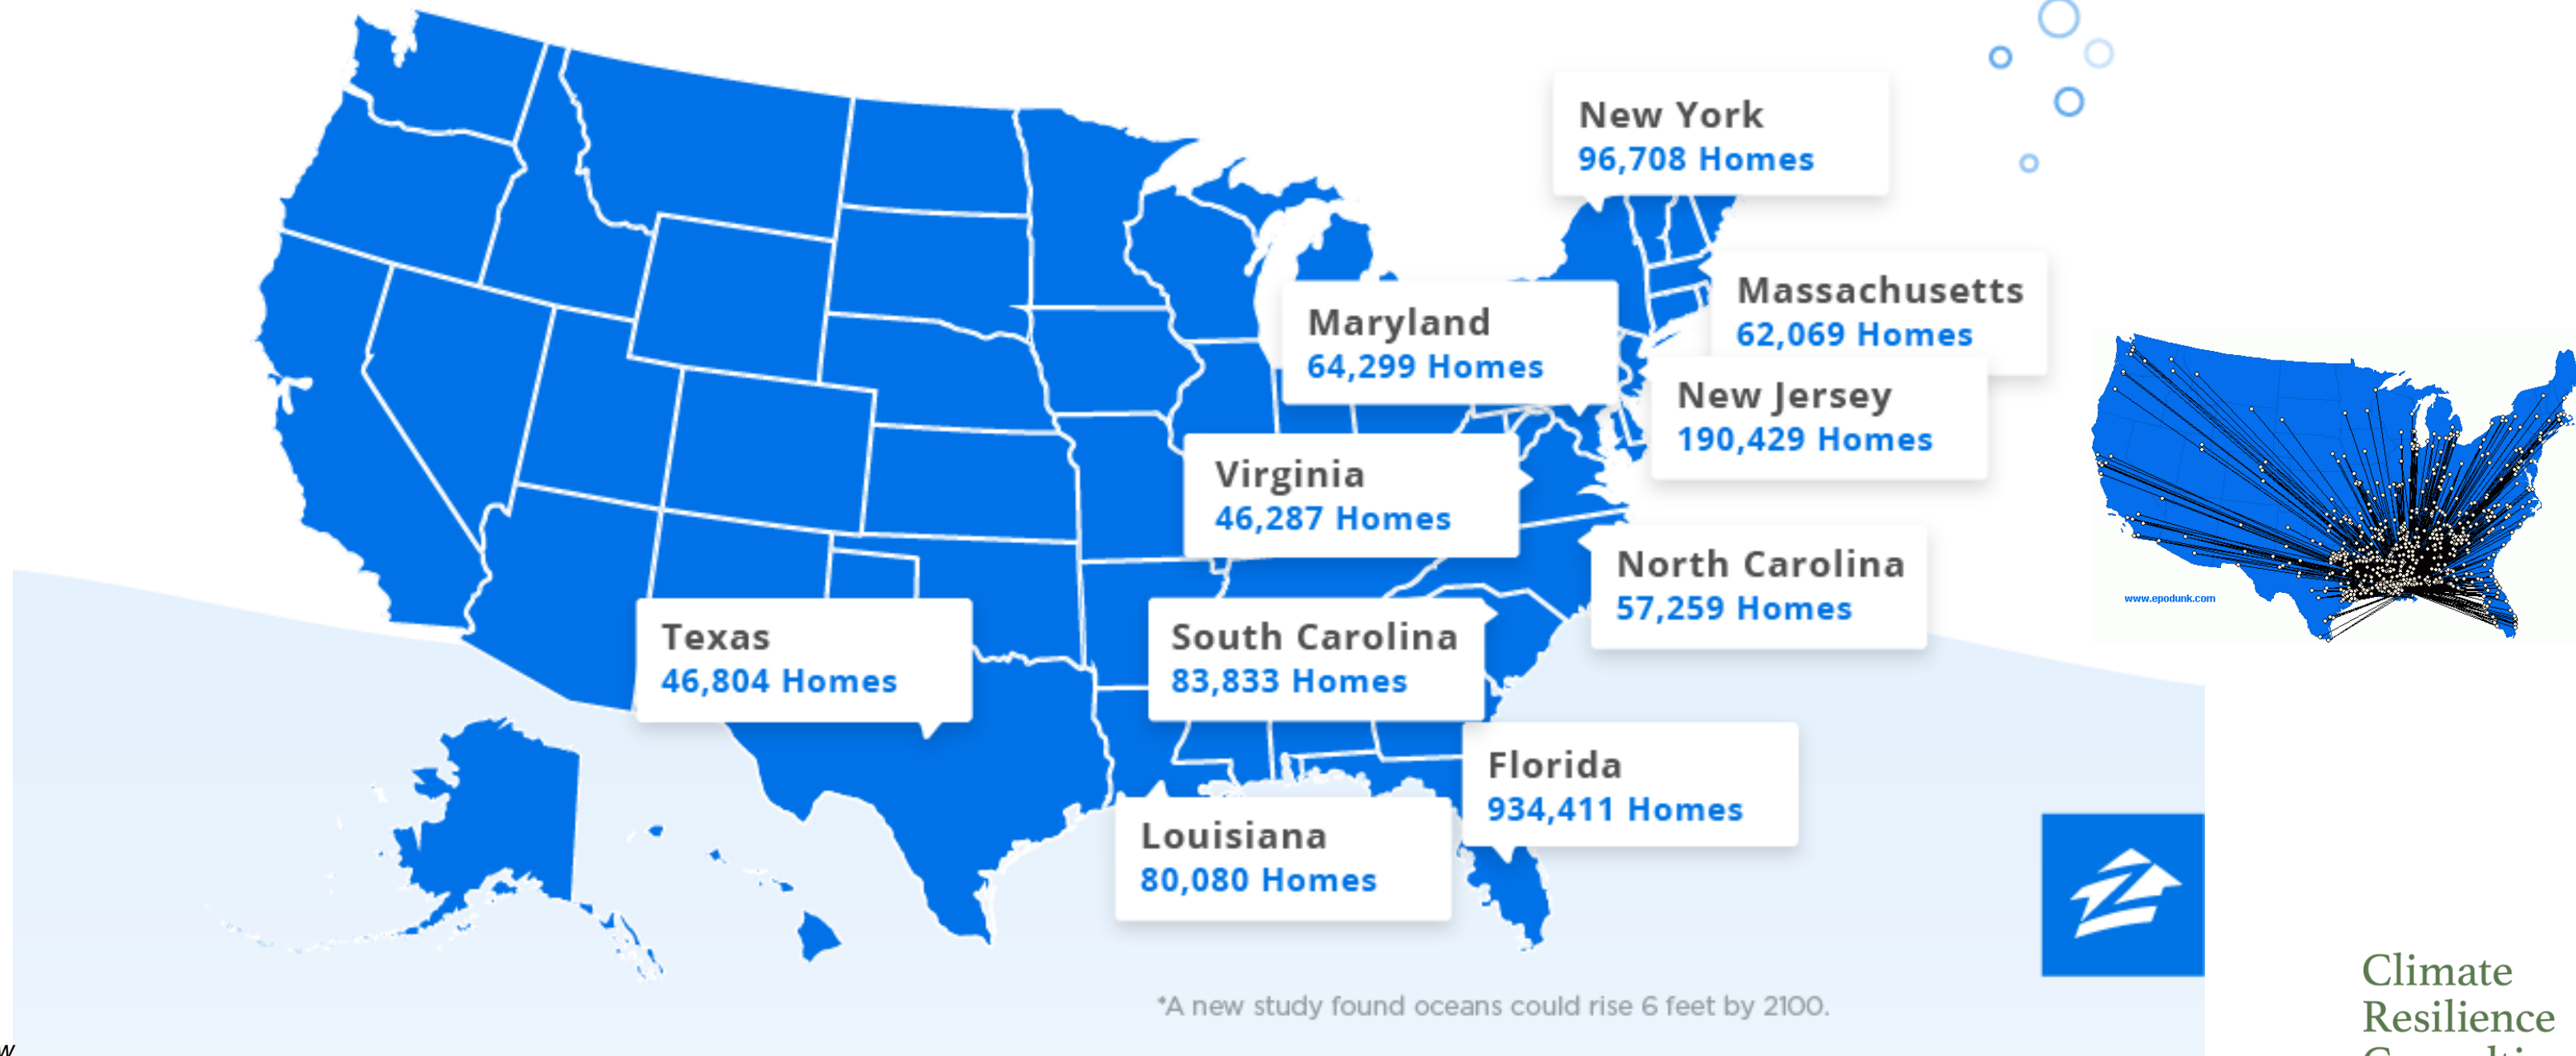 New York
96,708 Homes
Massachusetts
62,069 Homes
Maryland
64,299 Homes
New Jersey
190,429 Homes
Virginia
46,287 Homes
North Carolina
57,259 Homes
www.epodunk.com
Texas
46,804 Homes
South Carolina
83,833 Homes
Florida
934,411 Homes
Louisiana
80,080 Homes
*A new study found oceans could rise 6 feet by 2100.
Climate
Resilience
w